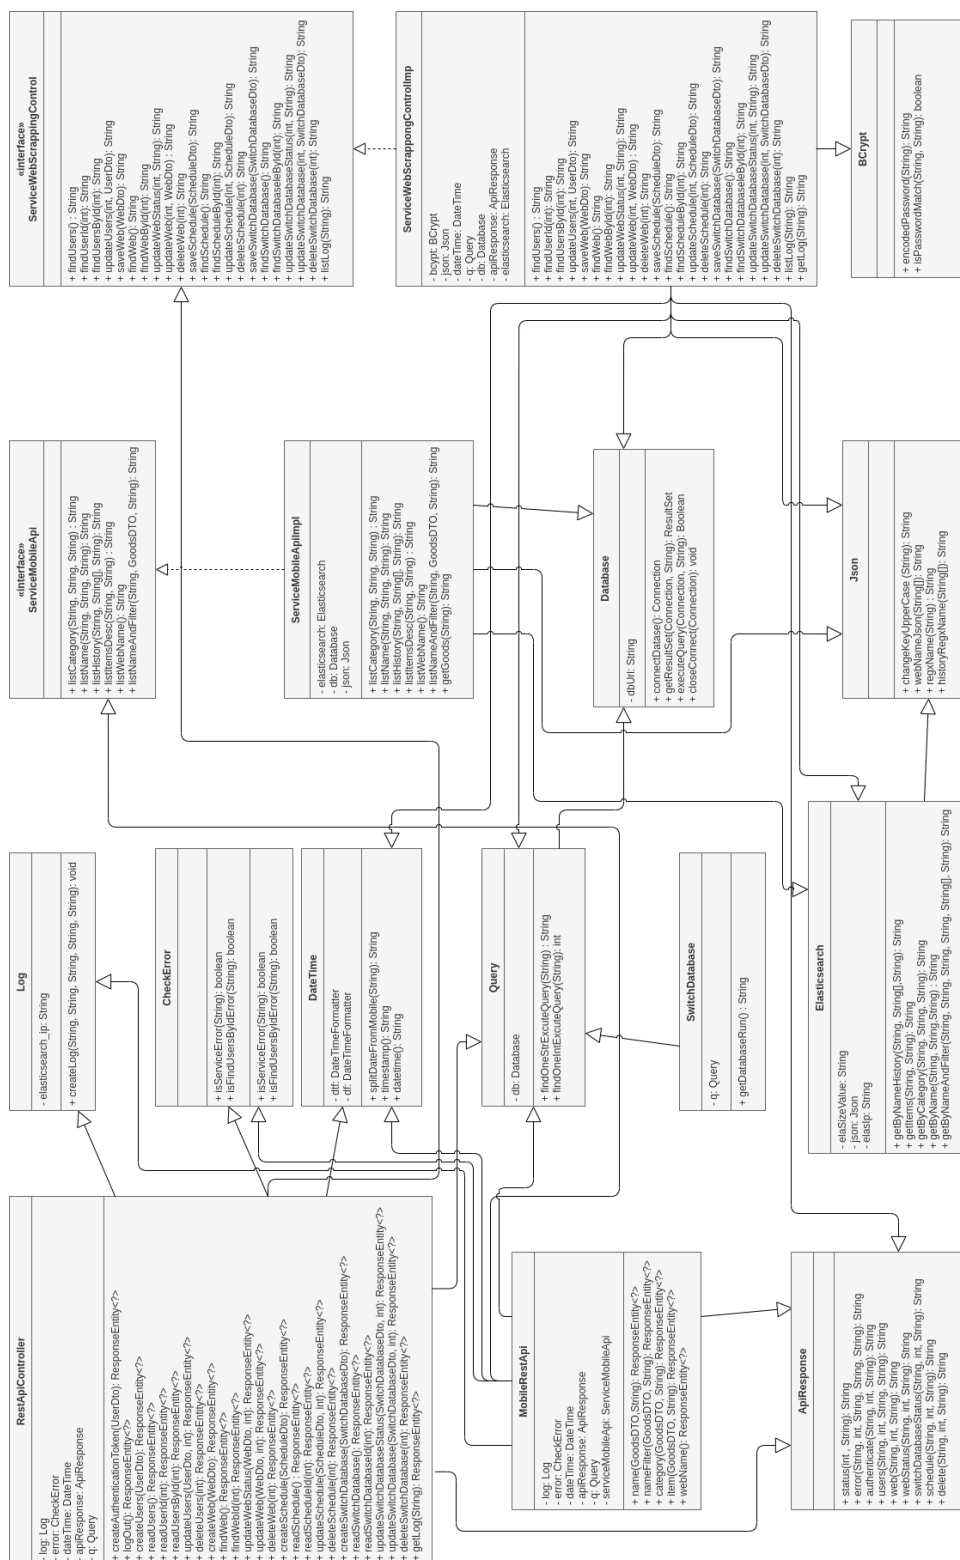 RestApiController
- log: Log
- error: CheckError
- dateTime: DateTime
- apiResponse: ApiResponse
- q: Query
+ createAuthenticationToken(UserDto): ResponseEntity<?>
+ logOut(): ResponseEntity<?>
+ createUsers(UserDto): ResponseEntity<?>
+ readUsers(): ResponseEntity<?>
+ readUserId(int): ResponseEntity<?>
+ readUsersById(int): ResponseEntity<?>
+ updateUsers(UserDto, int): ResponseEntity<?>
+ deleteUsers(int): ResponseEntity<?>
+ createWeb(WebDto): ResponseEntity<?>
+ findWeb(): ResponseEntity<?>
+ findWebId(int): ResponseEntity<?>
+ updateWebStatus(WebDto, int): ResponseEntity<?>
+ updateWeb(WebDto, int): ResponseEntity<?>
+ deleteWeb(int): ResponseEntity<?>
+ createSchedule(ScheduleDto): ResponseEntity<?>
+ readSchedule() : ResponseEntity<?>
+ readScheduleId(int): ResponseEntity<?>
+ updateSchedule(ScheduleDto, int): ResponseEntity<?>
+ deleteSchedule(int): ResponseEntity<?>
+ createSwitchDatabase(SwitchDatabaseDto): ResponseEntity<?>
+ readSwitchDatabase(): ResponseEntity<?>
+ readSwitchDatabaseId(int): ResponseEntity<?>
+ updateSwitchDatabaseStatus(SwitchDatabaseDto, int): ResponseEntity<?>
+ updateSwitchDatabase(SwitchDatabaseDto, int): ResponseEntity<?>
+ deleteSwitchDatabase(int): ResponseEntity<?>
+ getLog(String): ResponseEntity<?>
Log
- elasticsearch_Ip: String
+ createLog(String, String, String, String, String): void
«interface»
ServiceMobileApi
+ listCategory(String, String, String) : String
+ listName(String, String, String): String
+ listHistory(String, String[], String): String
+ listItemsDesc(String, String) : String
+ listWebName(): String
+ listNameAndFilter(String, GoodsDTO, String): String
«interface»
ServiceWebScrappingControl
+ findUsers() : String
+ findUserId(int): String
+ findUsersById(int): String
+ updateUsers(int, UserDto): String
+ saveWeb(WebDto): String
+ findWeb(): String
+ findWebById(int): String
+ updateWebStatus(int, String): String
+ updateWeb(int, WebDto) : String
+ deleteWeb(int): String
+ saveSchedule(ScheduleDto): String
+ findSchedule(): String
+ findScheduleById(int): String
+ updateSchedule(int, ScheduleDto): String
+ deleteSchedule(int): String
+ saveSwitchDatabase(SwitchDatabaseDto): String
+ findSwitchDatabase(): String
+ findSwitchDatabaseById(int): String
+ updateSwitchDatabaseStatus(int, String): String
+ updateSwitchDatabase(int, SwitchDatabaseDto): String
+ deleteSwitchDatabase(int): String
+ listLog(String): String
CheckError
+ isServiceError(String): boolean
+ isFindUsersByIdError(String): boolean
+ isServiceError(String): boolean
+ isFindUsersByIdError(String): boolean
DateTime
- dtf: DateTimeFormatter
- df: DateTimeFormatter
+ splitDateFromMobile(String): String
+ timestamp(): String
+ datetime(): String
ServiceMobileApiImpl
- elasticsearch: Elasticsearch
- db: Database
- json: Json
+ listCategory(String, String, String) : String
+ listName(String, String, String): String
+ listHistory(String, String[], String): String
+ listItemsDesc(String, String) : String
+ listWebName(): String
+ listNameAndFilter(String, GoodsDTO, String): String
+ getGoods(String): String
ServiceWebScrappongControlImp
- bcypt: BCrypt
- json: Json
- dateTime: DateTime
- q: Query
- db: Database
- apiResponse: ApiResponse
- elasticsearch: Elasticsearch
+ findUsers() : String
+ findUserId(int): String
+ findUsersById(int): String
+ updateUsers(int, UserDto): String
+ saveWeb(WebDto): String
+ findWeb(): String
+ findWebById(int): String
+ updateWebStatus(int, String): String
+ updateWeb(int, WebDto) : String
+ deleteWeb(int): String
+ saveSchedule(ScheduleDto): String
+ findSchedule(): String
+ findScheduleById(int): String
+ updateSchedule(int, ScheduleDto): String
+ deleteSchedule(int): String
+ saveSwitchDatabase(SwitchDatabaseDto): String
+ findSwitchDatabase(): String
+ findSwitchDatabaseById(int): String
+ updateSwitchDatabaseStatus(int, String): String
+ updateSwitchDatabase(int, SwitchDatabaseDto): String
+ deleteSwitchDatabase(int): String
+ listLog(String): String
+ getLog(String): String
MobileRestApi
- log: Log
- error: CheckError
- dateTime: DateTime
- apiResponse: ApiResponse
- q: Query
- serviceMobileApi: ServiceMobileApi
+ name(GoodsDTO,String): ResponseEntity<?>
+ nameFilter(GoodsDTO, String): ResponseEntity<?>
+ category(GoodsDTO, String): ResponseEntity<?>
+ item(GoodsDTO, String): ResponseEntity<?>
+ webName(): ResponseEntity<?>
Query
- db: Database
+ findOneStrExcuteQuery(String) : String
+ findOneIntExcuteQuery(String): int
Database
- dbUrl: String
+ connectDatase(): Connection
+ getResultSet(Connection, String): ResultSet
+ executeQuery(Connection, String): Boolean
+ closeConnect(Connection): void
SwitchDatabase
- q: Query
+ getDatabaseRun() : String
ApiResponse
+ status(int , String): String
+ error(String, int, String, String): String
+ authenticate(String, int, String): String
+ users(String, int, String, String): String
+ web(String, int, String): String
+ webStatus(String, int, String): String
+ switchDatabaseStatus(String, int, String): String
+ schedule(String, int, String): String
+ delete(String, int, String): String
Elasticsearch
- elaSizeValue: String
- json: Json
- elasIp: String
+ getByNameHistory(String, String[],String): String
+ getItems(String, String): String
+ getByCategory(String, String, String): String
+ getByName(String, String,String) : String
+ getByNameAndFilter(String, String, String, String, String[], String): String
Json
+ changeKeyUpperCase (String): String
+ webNameJson(String[]): String
+ regxName(String) : String
+ historyRegxName(String[]): String
BCrypt
+ encodedPassword(String): String
+ isPasswordMatch(String, String): boolean